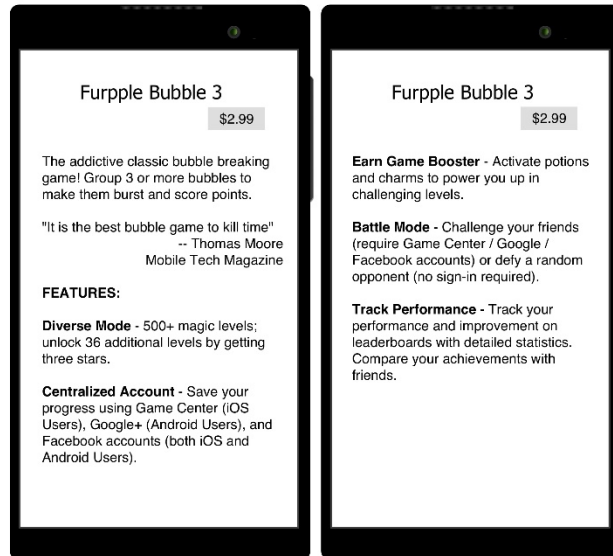 Furpple Bubble 3
$2.99
The addictive classic bubble breaking
game! Group 3 or more bubbles to
make them burst and score points.
"It is the best bubble game to kill time"
-- Thomas Moore
Mobile Tech Magazine
FEATURES:
Diverse Mode - 500+ magic levels;
unlock 36 additional levels by getting
three stars.
Centralized Account - Save your
progress using Game Center (iOS
Users), Google+ (Android Users), and
Facebook accounts (both iOS and
Android Users).
Furpple Bubble 3
$2.99
Earn Game Booster - Activate potions
and charms to power you up in
challenging levels.
Battle Mode - Challenge your friends
(require Game Center / Google /
Facebook accounts) or defy a random
opponent (no sign-in required).
Track Performance - Track your
performance and improvement on
leaderboards with detailed statistics.
Compare your achievements with
friends.